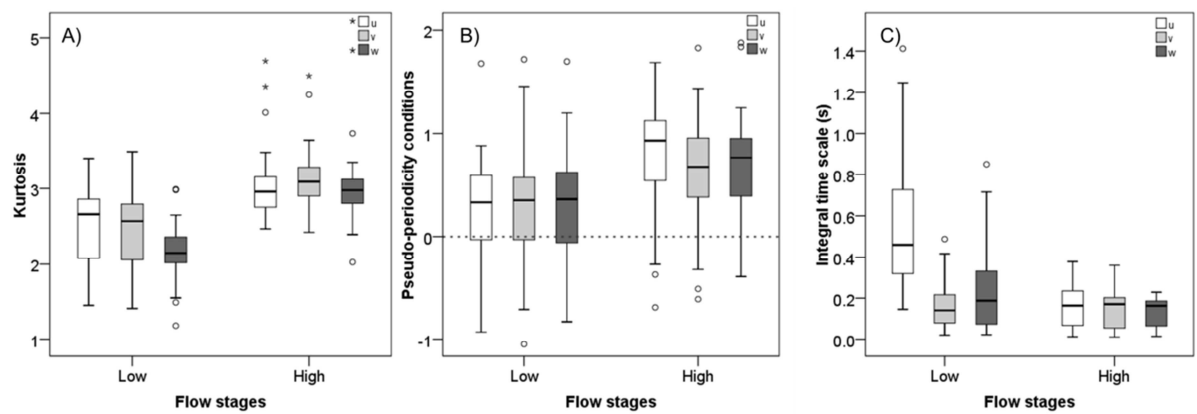 A)
* u
v
* w
5
4
3
2
1
Kurtosis
Low High
Flow stages
B)
u
v
w
2
1
0
-1
Pseudo-periodicity conditions
Low High
Flow stages
C)
u
v
w
1.4
1.2
1.0
0.8
0.6
0.4
0.2
0.0
Integral time scale (s)
Low High
Flow stages